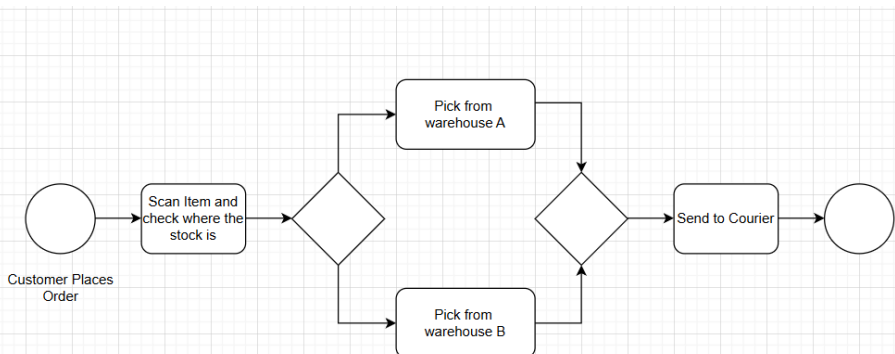 Customer Places
Order
Scan Item and
check where the
stock is
Pick from
warehouse A
Pick from
warehouse B
Send to Courier